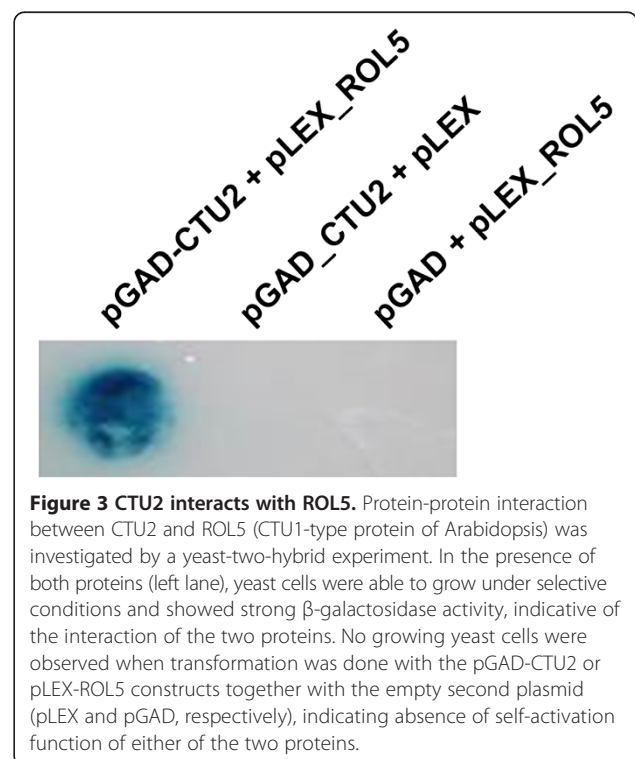 pGAD-CTU2 + pLEX_ROL5
pGAD_CTU2 + pLEX
pGAD + pLEX_ROL5
Figure 3 CTU2 interacts with ROL5. Protein-protein interaction
between CTU2 and ROL5 (CTU1-type protein of Arabidopsis) was
investigated by a yeast-two-hybrid experiment. In the presence of
both proteins (left lane), yeast cells were able to grow under selective
conditions and showed strong β-galactosidase activity, indicative of
the interaction of the two proteins. No growing yeast cells were
observed when transformation was done with the pGAD-CTU2 or
pLEX-ROL5 constructs together with the empty second plasmid
(pLEX and pGAD, respectively), indicating absence of self-activation
function of either of the two proteins.